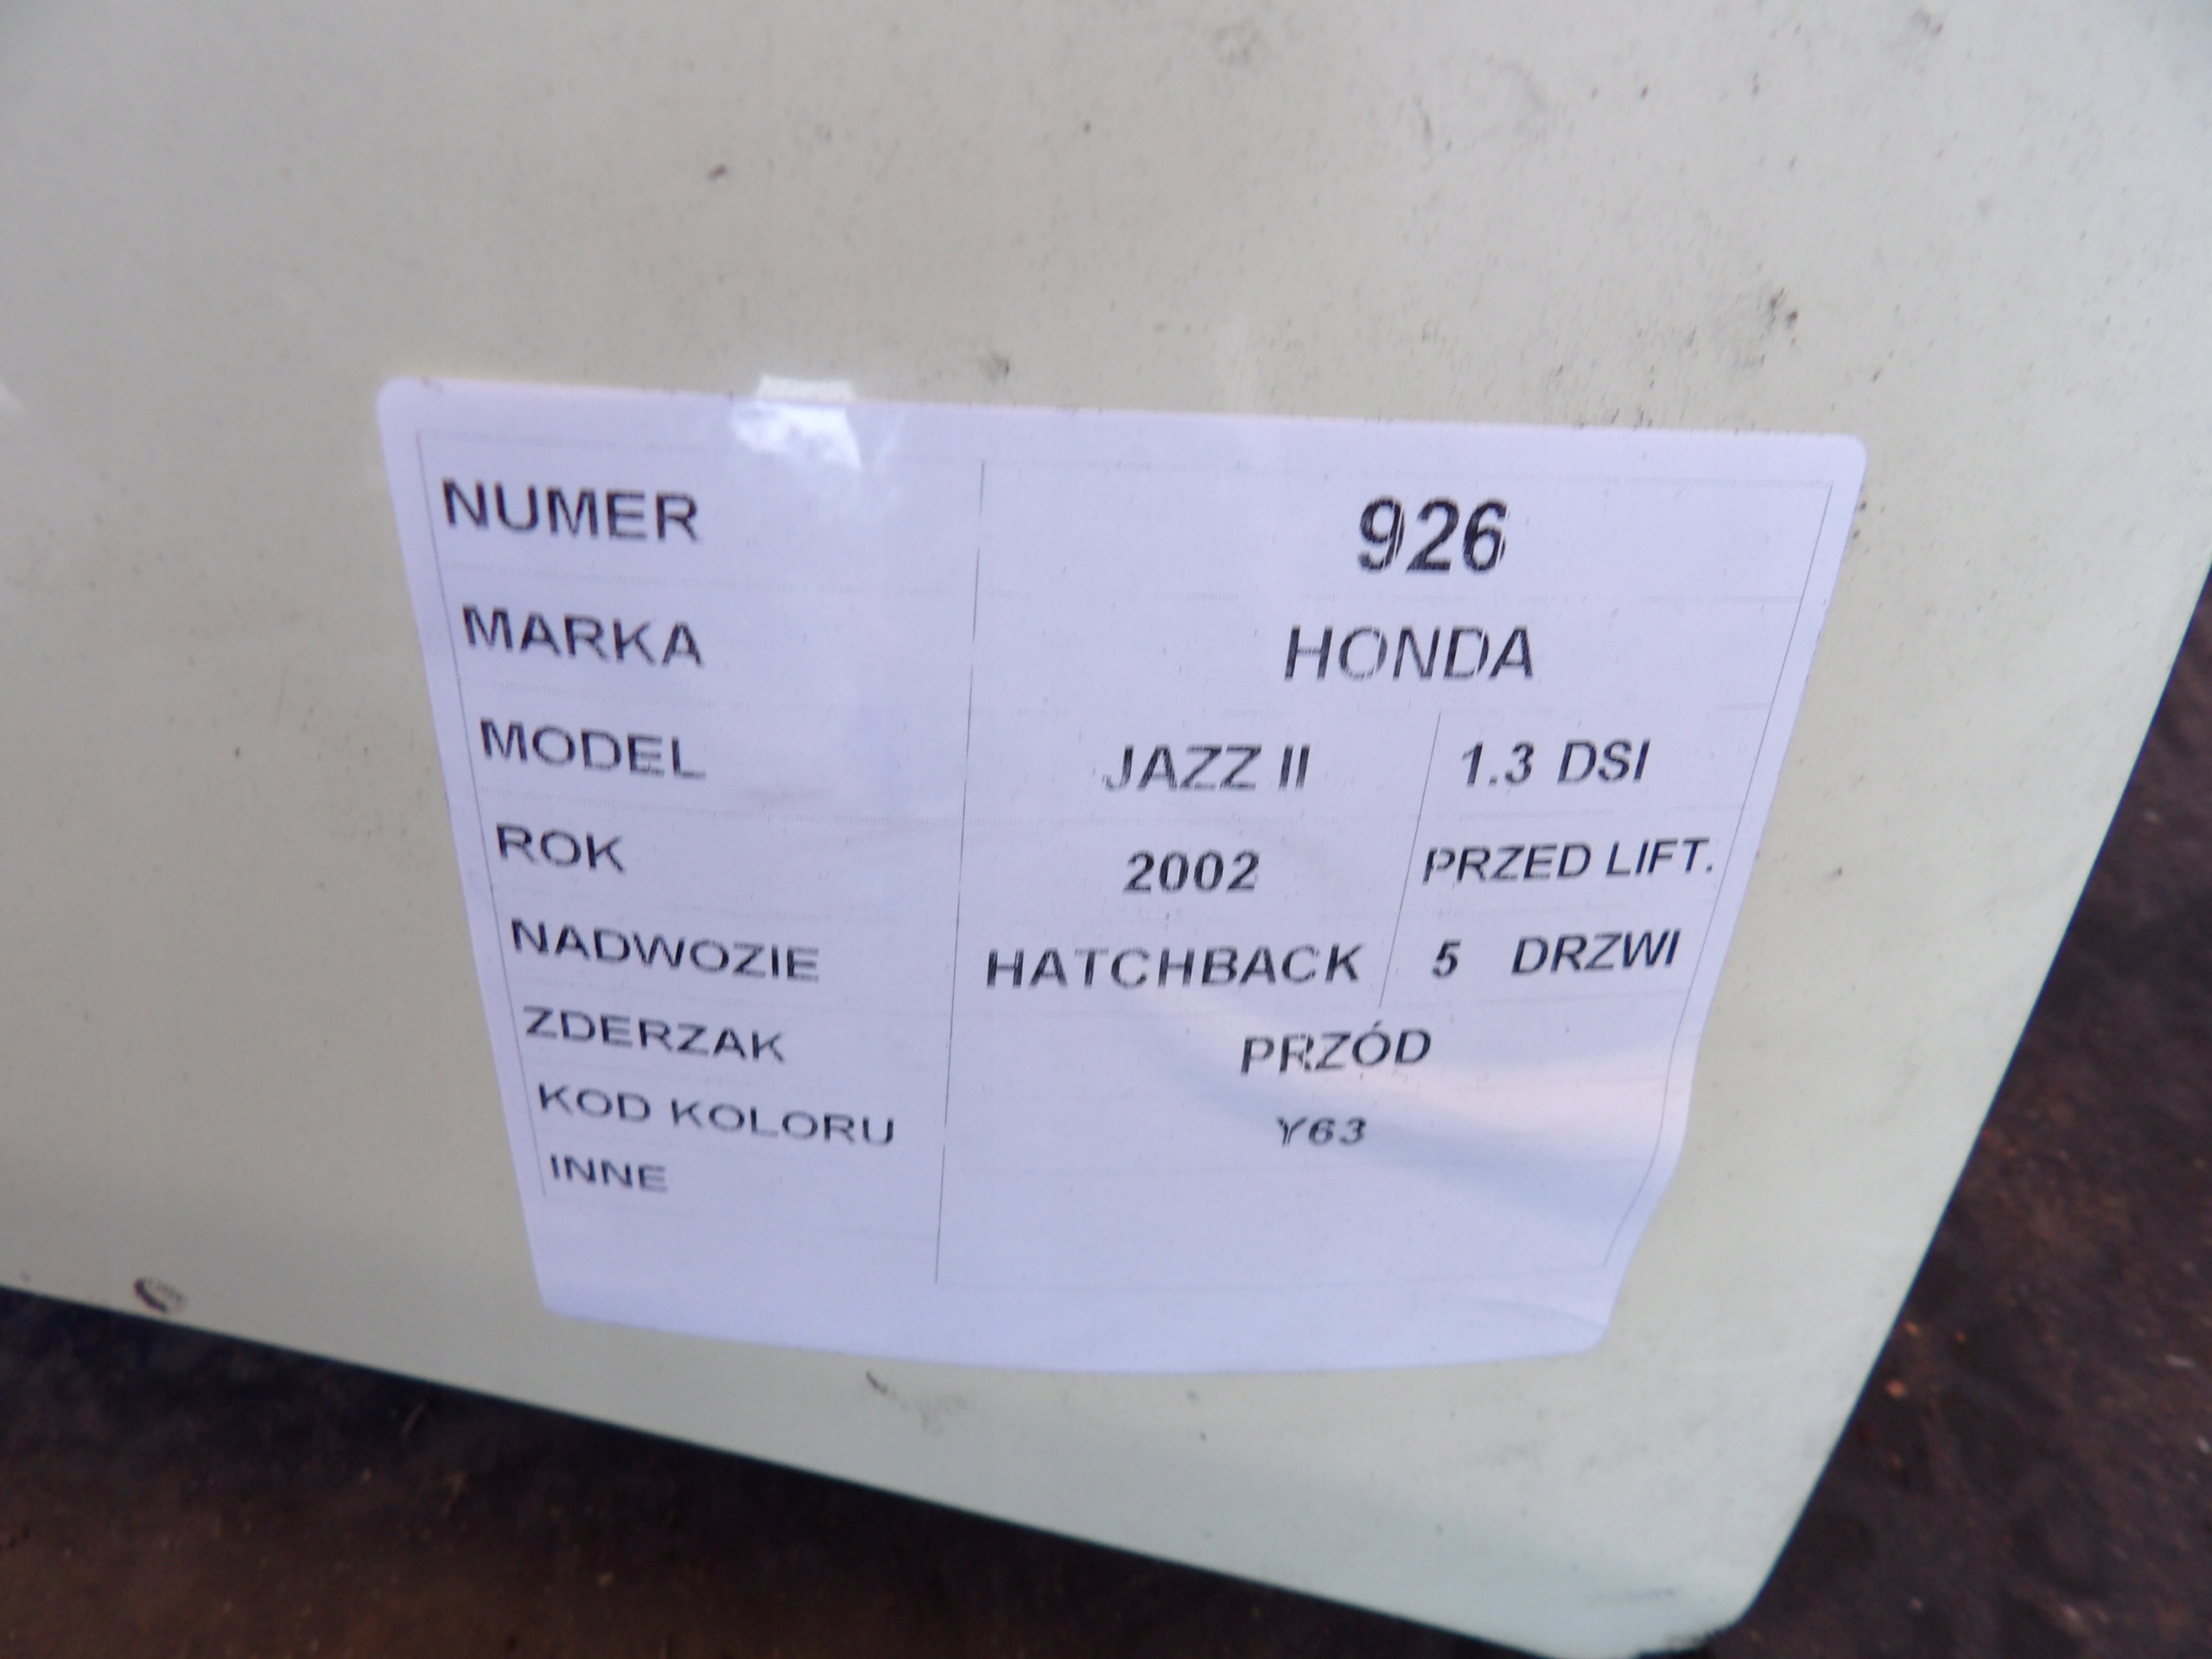 NUMER 926
MARKA HONDA
MODEL JAZZ II 1.3 DSI
ROK 2002 PRZED LIFT.
NADWOZIE HATCHBACK 5 DRZWI
ZDERZAK PRZÓD
KOD KOLORU Y63
INNE